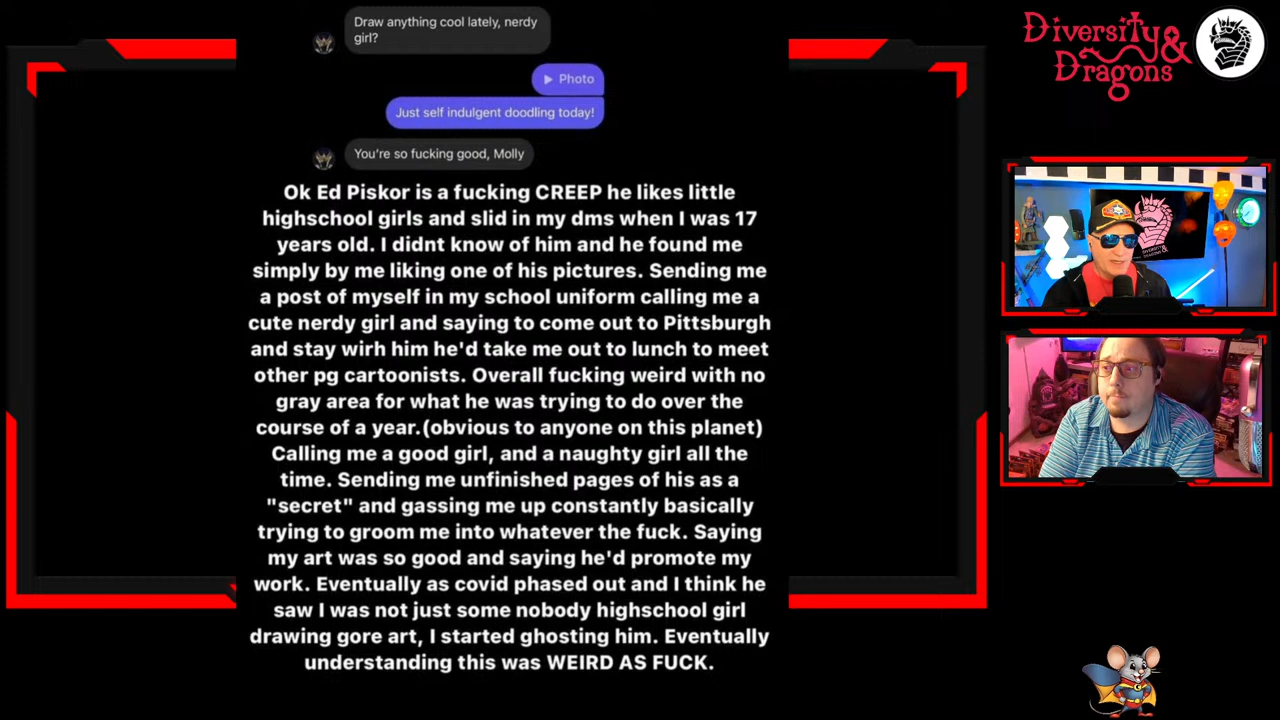 Draw anything cool lately, nerdy
girl?
Photo
Just self indulgent doodling today!
You're so fucking good, Molly
Ok Ed Piskor is a fucking CREEP he likes little
highschool girls and slid in my dms when I was 17
years old. I didnt know of him and he found me
simply by me liking one of his pictures. Sending me
a post of myself in my school uniform calling me a
cute nerdy girl and saying to come out to Pittsburgh
and stay wirh him he'd take me out to lunch to meet
other pg cartoonists. Overall fucking weird with no
gray area for what he was trying to do over the
course of a year.(obvious to anyone on this planet)
Calling me a good girl, and a naughty girl all the
time. Sending me unfinished pages of his as a
"secret" and gassing me up constantly basically
trying to groom me into whatever the fuck. Saying
my art was so good and saying he'd promote my
work. Eventually as covid phased out and I think he
saw I was not just some nobody highschool girl
drawing gore art, I started ghosting him. Eventually
understanding this was WEIRD AS FUCK.
Diversity &
Dragons